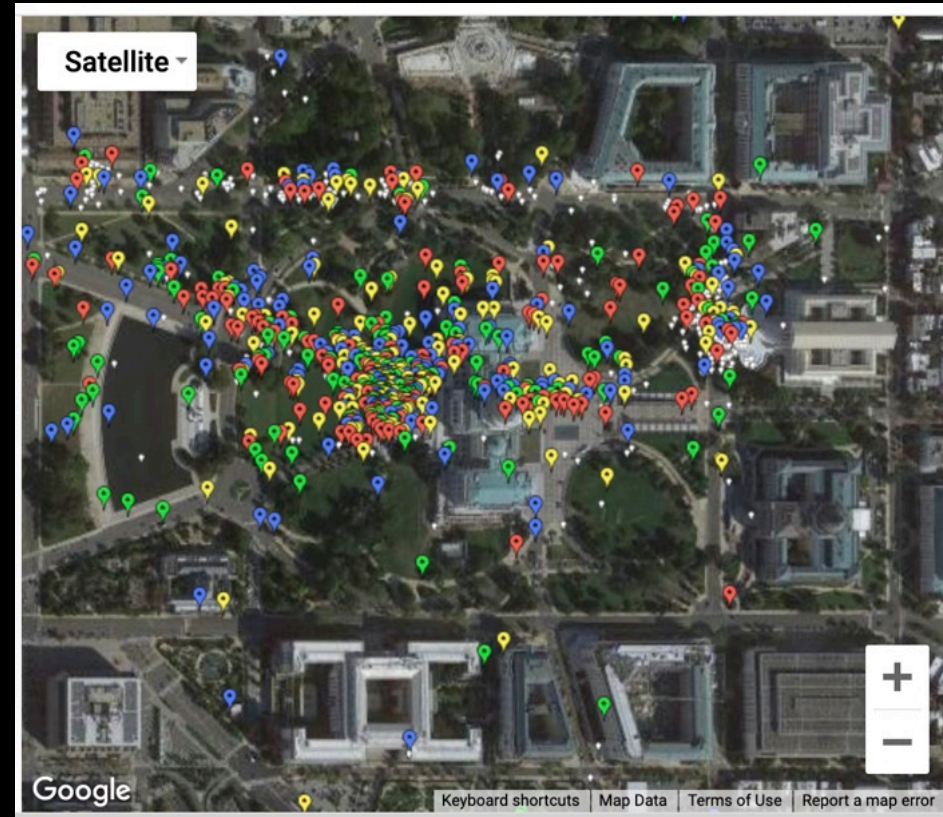 Satellite
+
−
Google
Keyboard shortcuts
Map Data
Terms of Use
Report a map error